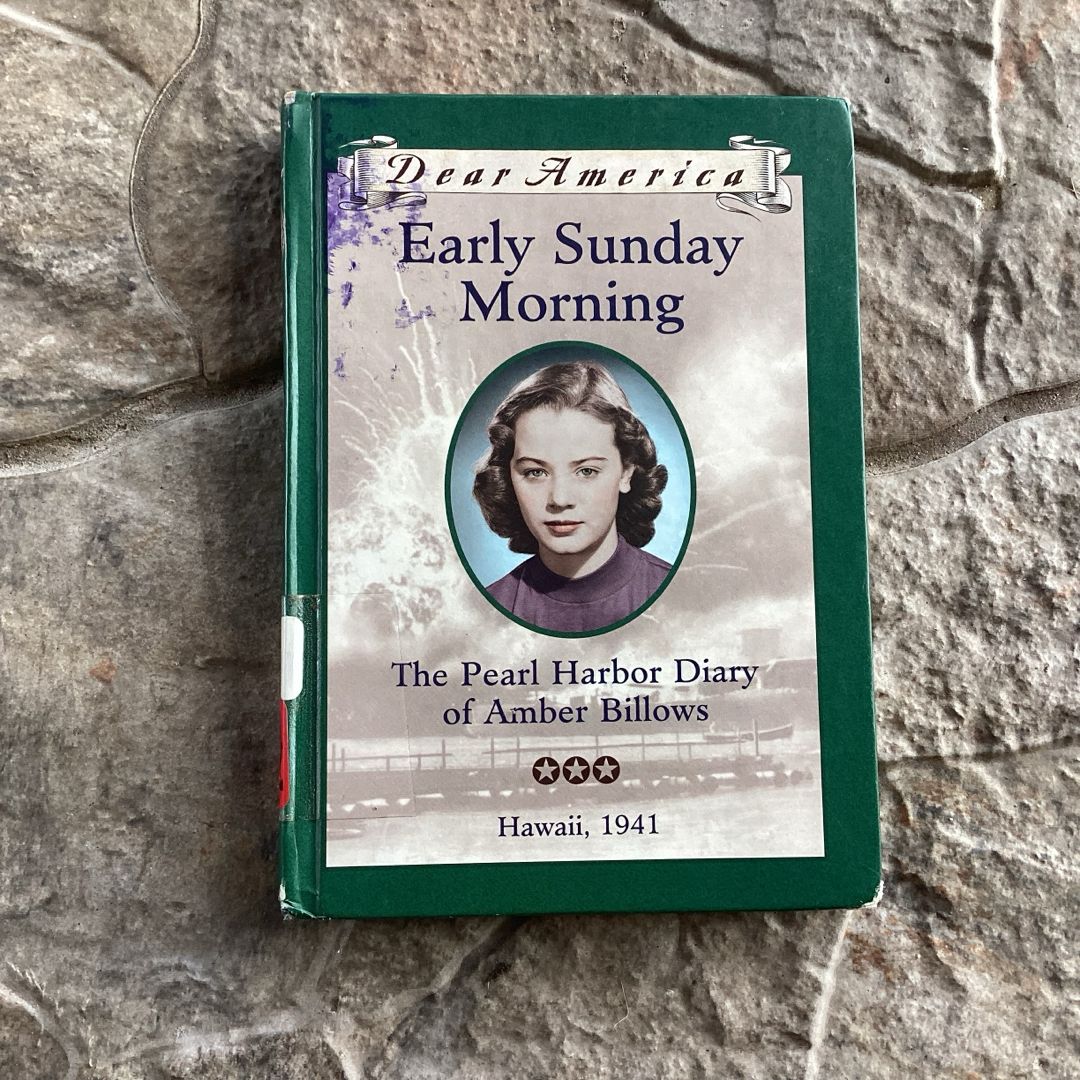 Dear America
Early Sunday
Morning
The Pearl Harbor Diary
of Amber Billows
Hawaii, 1941